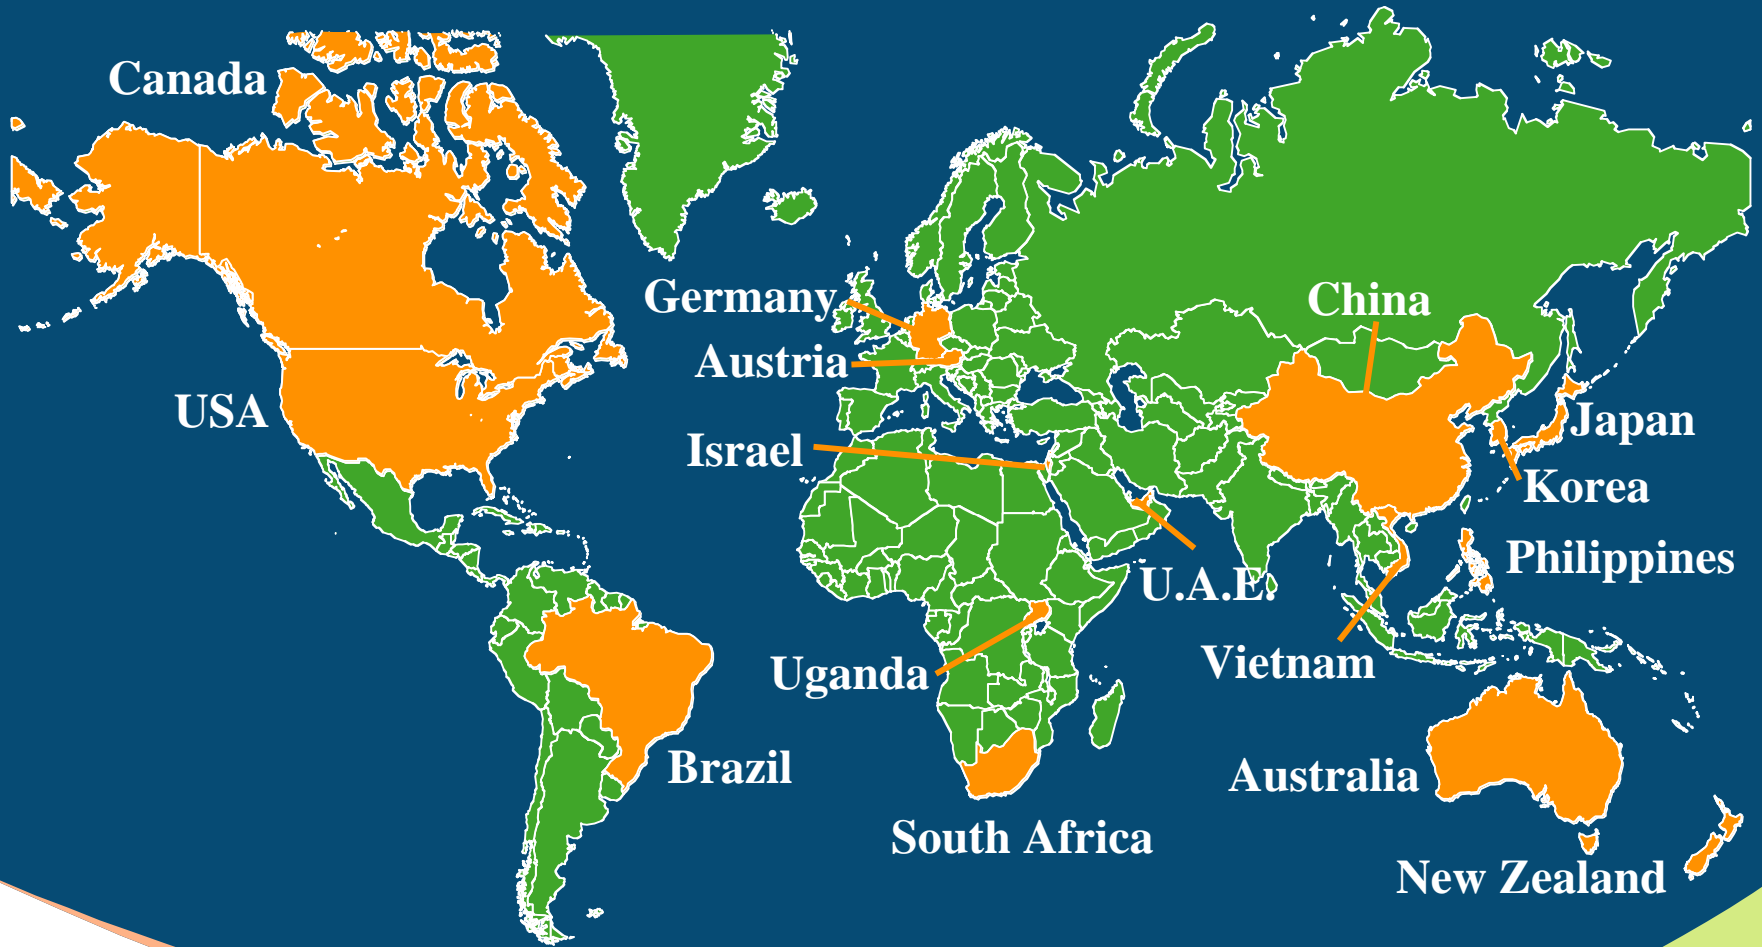 Canada
Germany
China
Austria
USA
Japan
Israel
Korea
Philippines
U.A.E.
Vietnam
Uganda
Brazil
Australia
South Africa
New Zealand